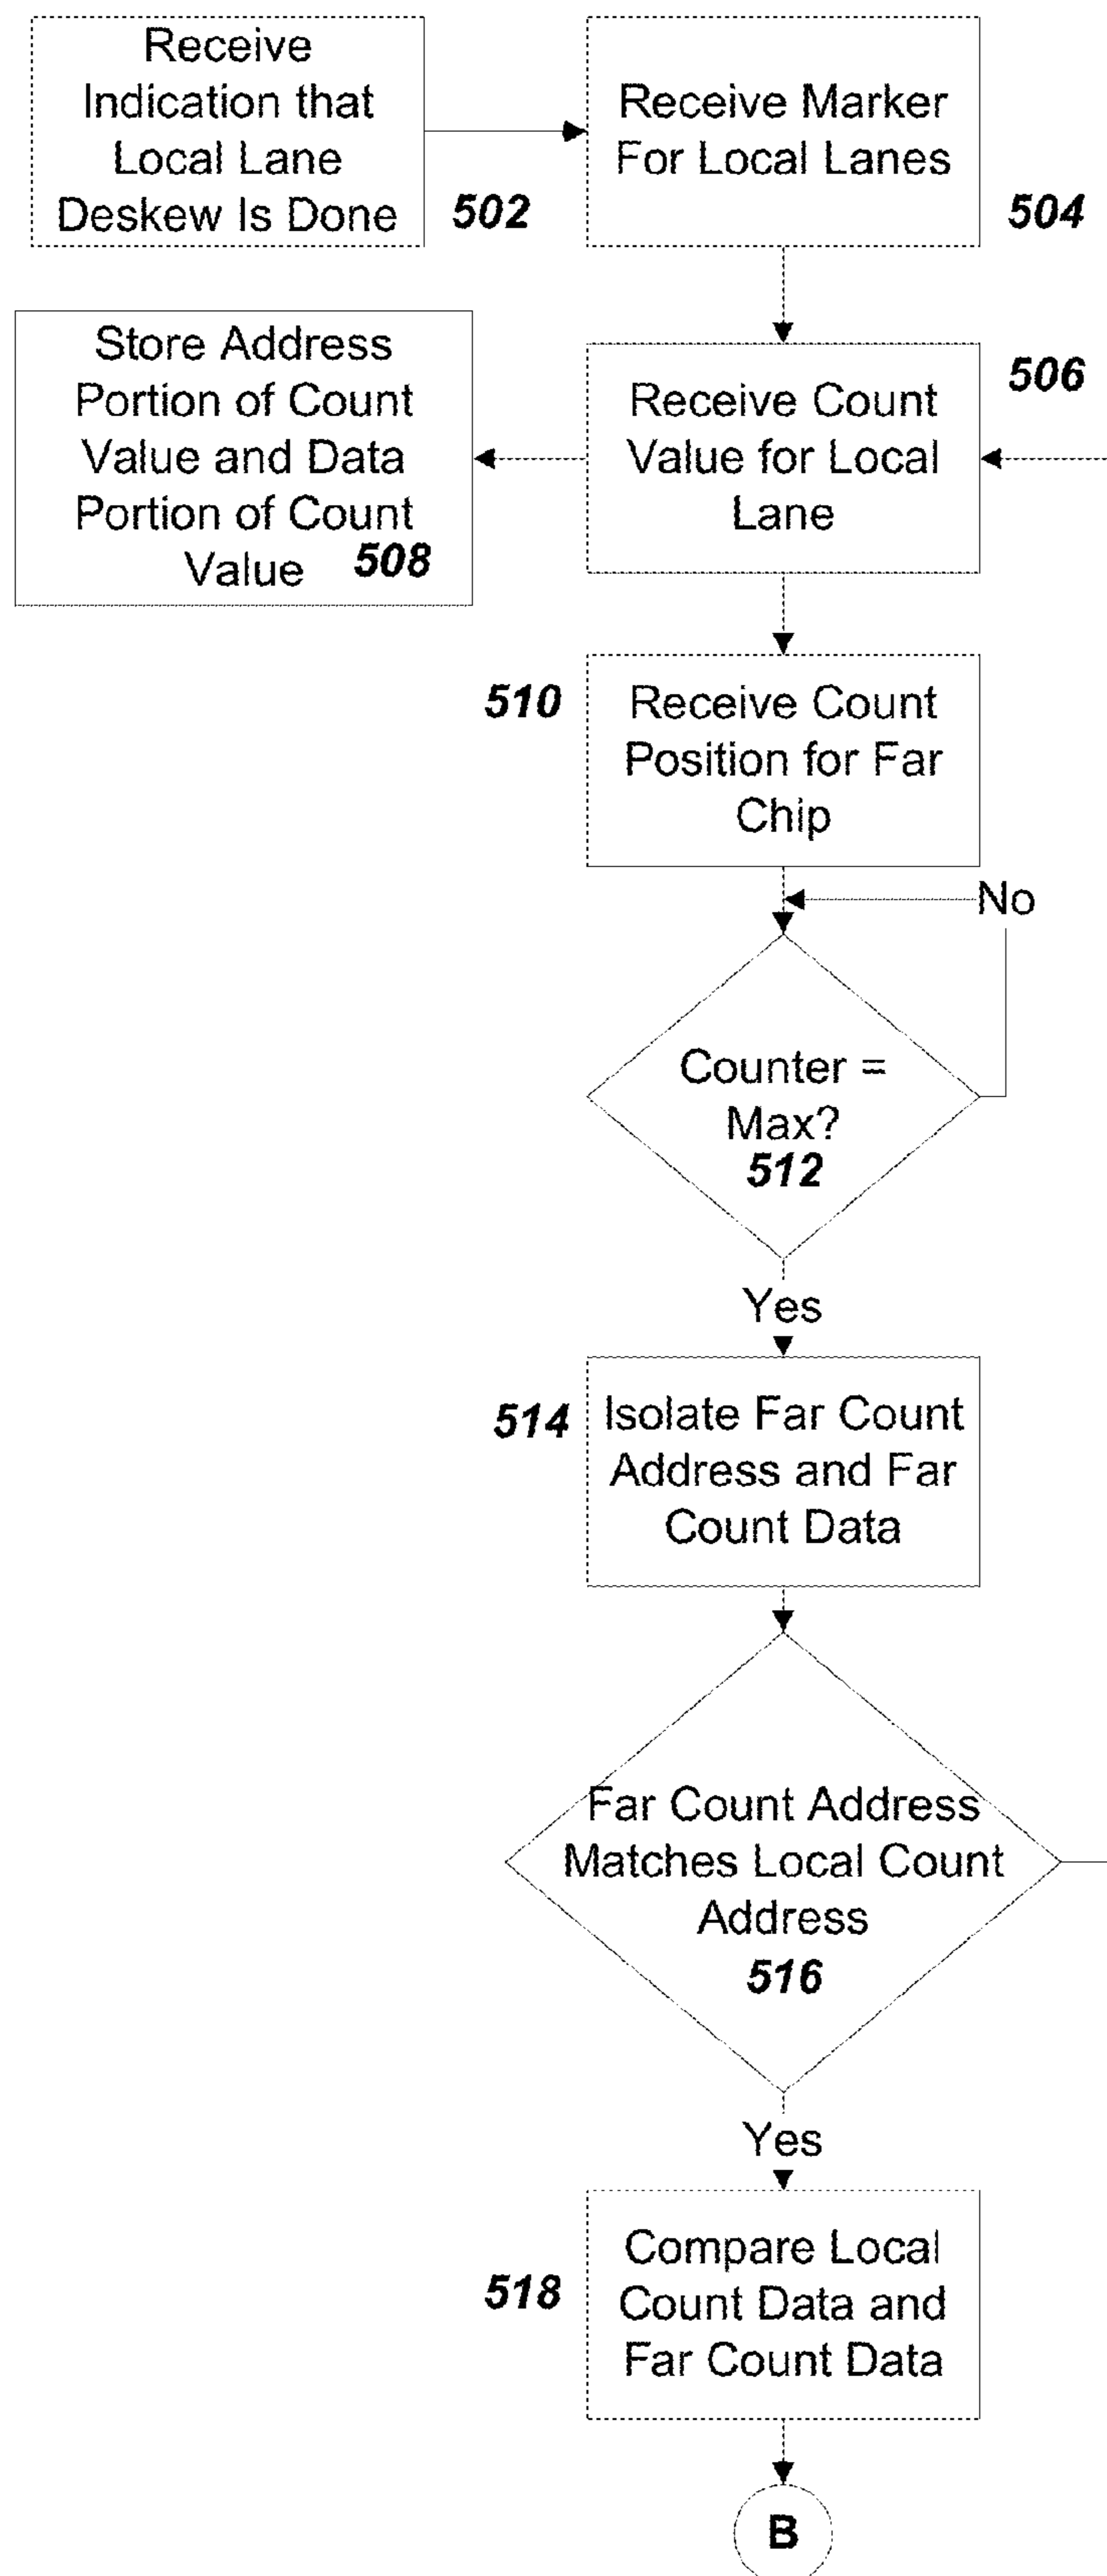 Receive
Indication that
Local Lane
Deskew Is Done
502
Receive Marker
For Local Lanes
504
Store Address
Portion of Count
Value and Data
Portion of Count
Value
508
Receive Count
Value for Local
Lane
506
510
Receive Count
Position for Far
Chip
No
Counter =
Max?
512
Yes
514
Isolate Far Count
Address and Far
Count Data
Far Count Address
Matches Local Count
Address
516
Yes
518
Compare Local
Count Data and
Far Count Data
B